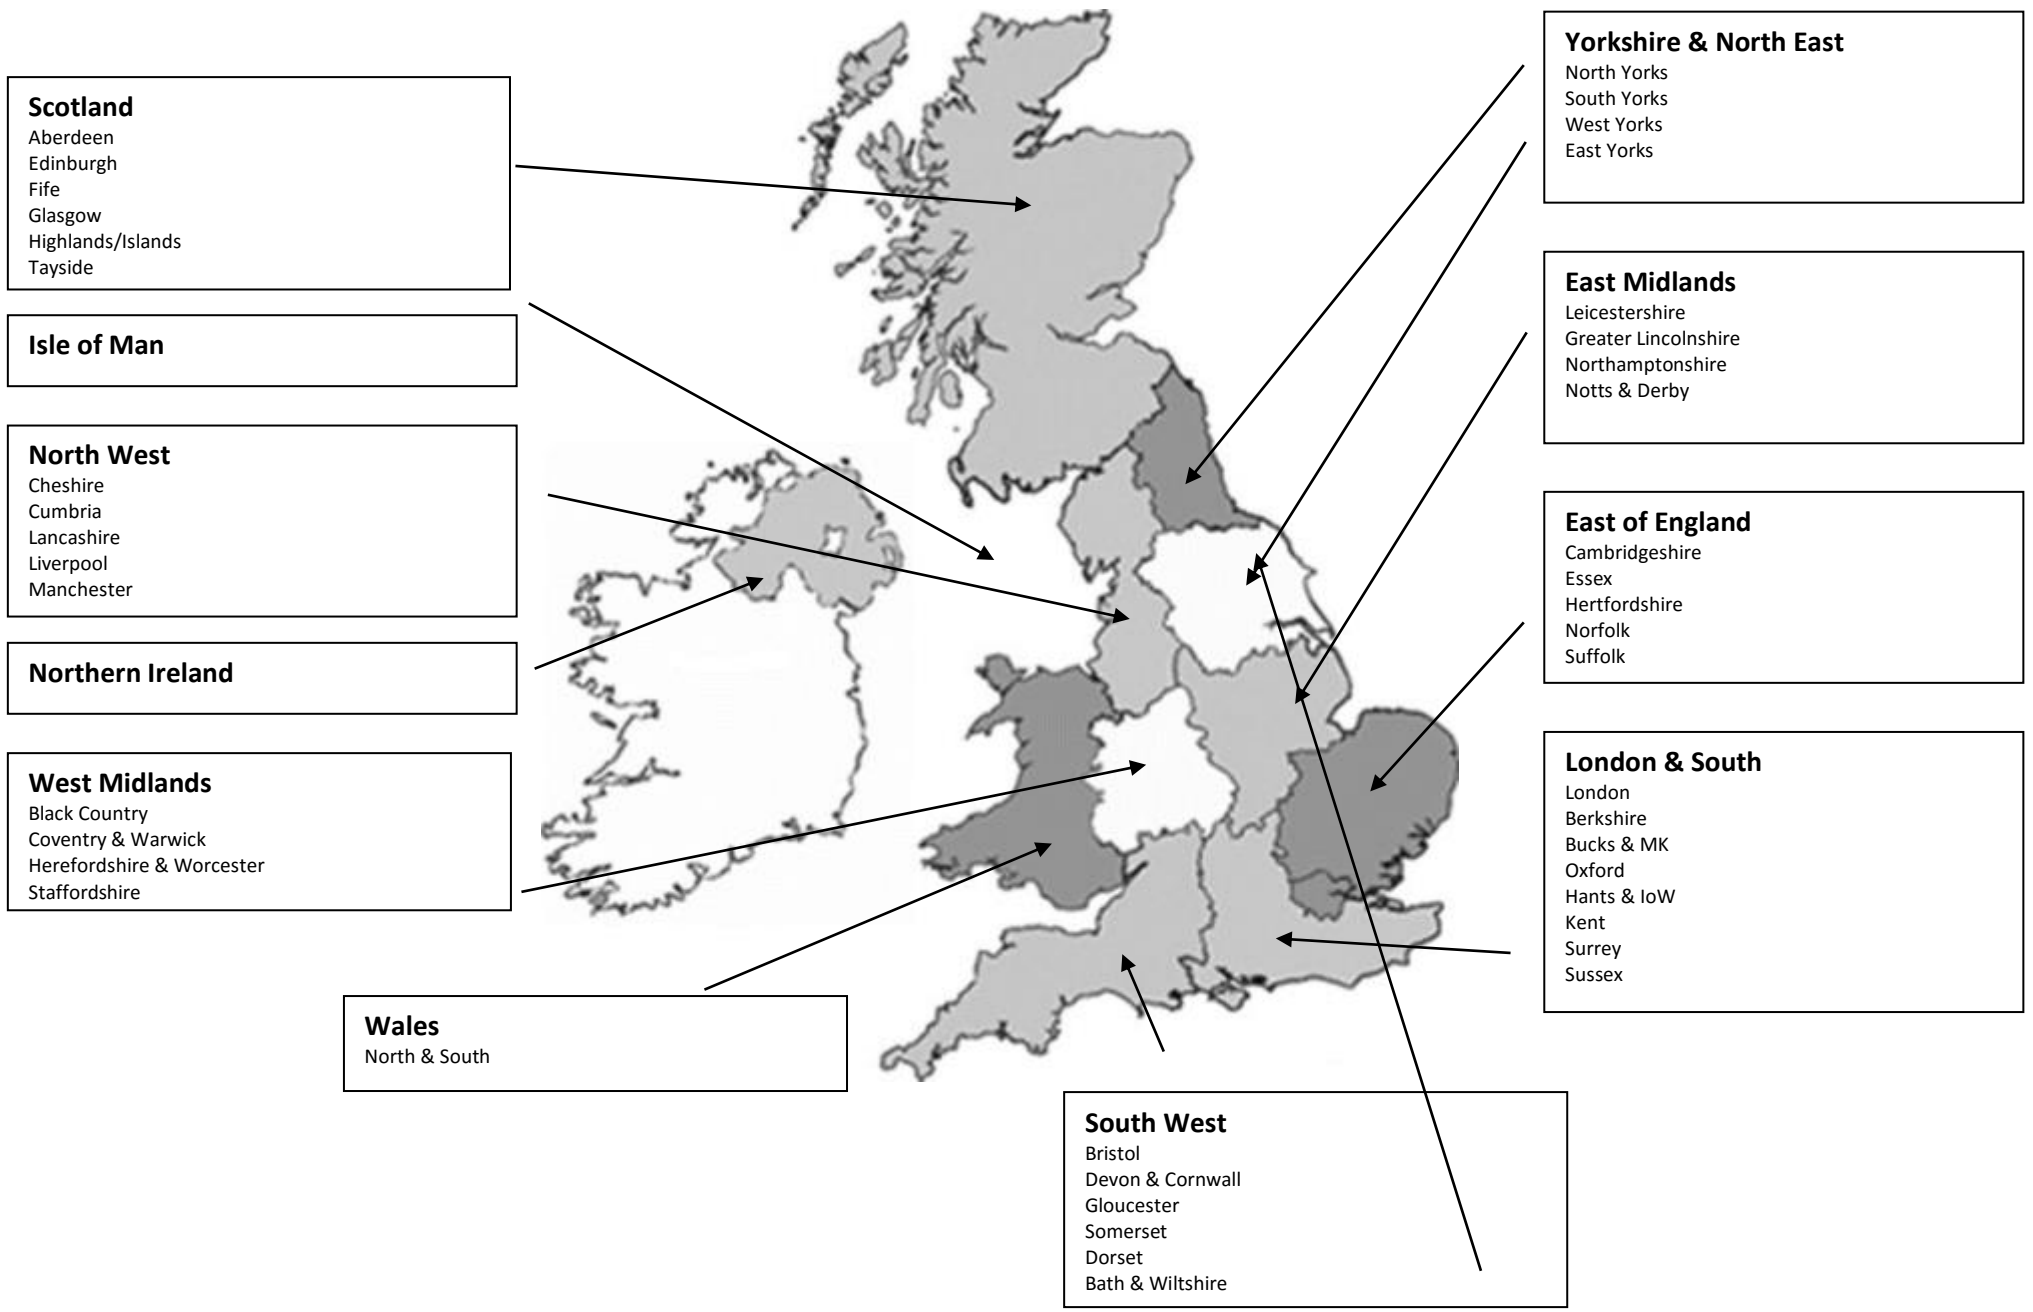 Scotland
Aberdeen
Edinburgh
Fife
Glasgow
Highlands/Islands
Tayside
Isle of Man
North West
Cheshire
Cumbria
Lancashire
Liverpool
Manchester
Northern Ireland
West Midlands
Black Country
Coventry & Warwick
Herefordshire & Worcester
Staffordshire
Wales
North & South
South West
Bristol
Devon & Cornwall
Gloucester
Somerset
Dorset
Bath & Wiltshire
Yorkshire & North East
North Yorks
South Yorks
West Yorks
East Yorks
East Midlands
Leicestershire
Greater Lincolnshire
Northamptonshire
Notts & Derby
East of England
Cambridgeshire
Essex
Hertfordshire
Norfolk
Suffolk
London & South
London
Berkshire
Bucks & MK
Oxford
Hants & IoW
Kent
Surrey
Sussex